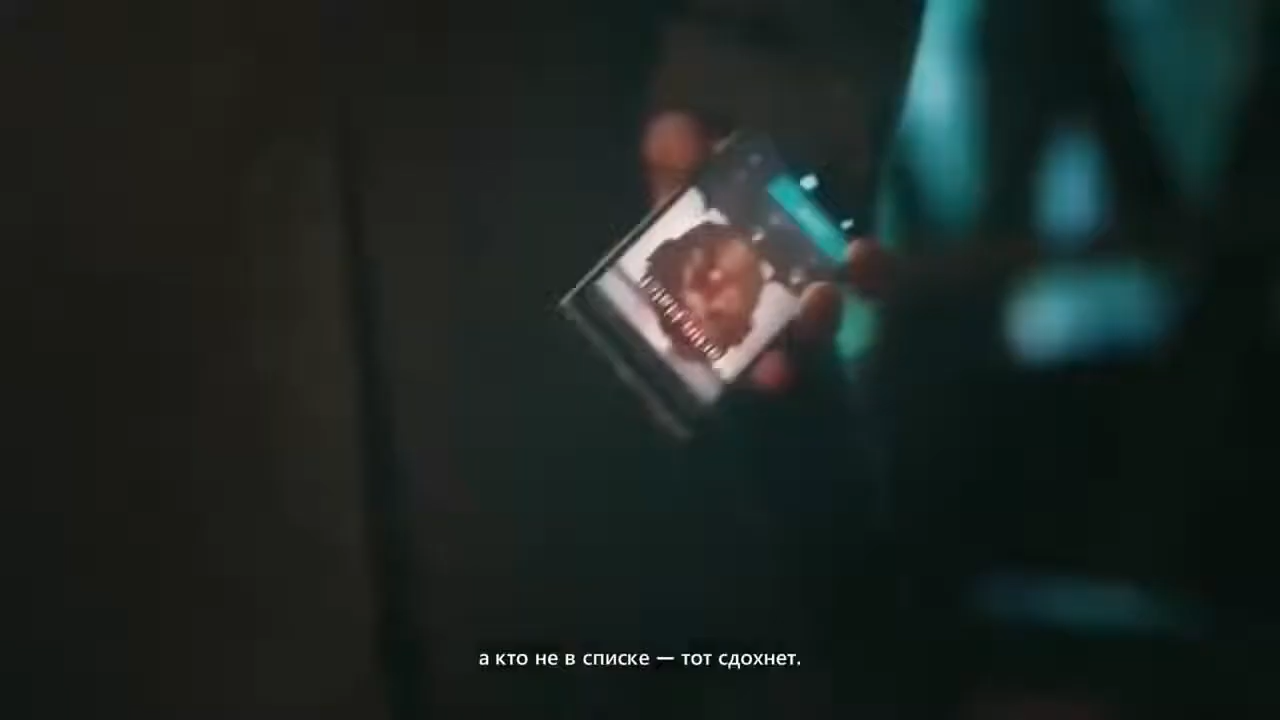 а кто не в списке — тот сдохнет.